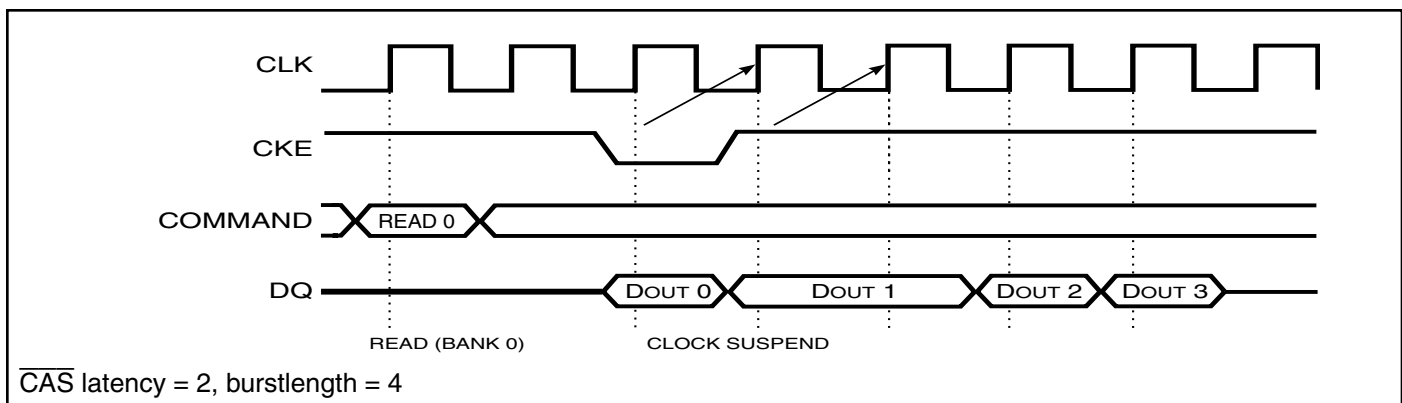 CLK
CKE
COMMAND
READ 0
DQ
DOUT 0
DOUT 1
DOUT 2
DOUT 3
READ (BANK 0)
CLOCK SUSPEND
CAS latency = 2, burstlength = 4